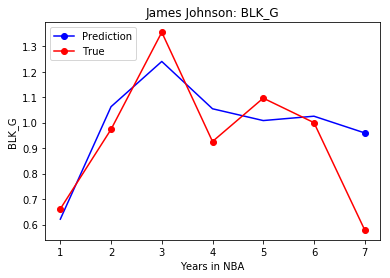 James Johnson: BLK_G
Prediction
True
BLK_G
1.3
1.2
1.1
1.0
0.9
0.8
0.7
0.6
1 2 3 4 5 6 7
Years in NBA